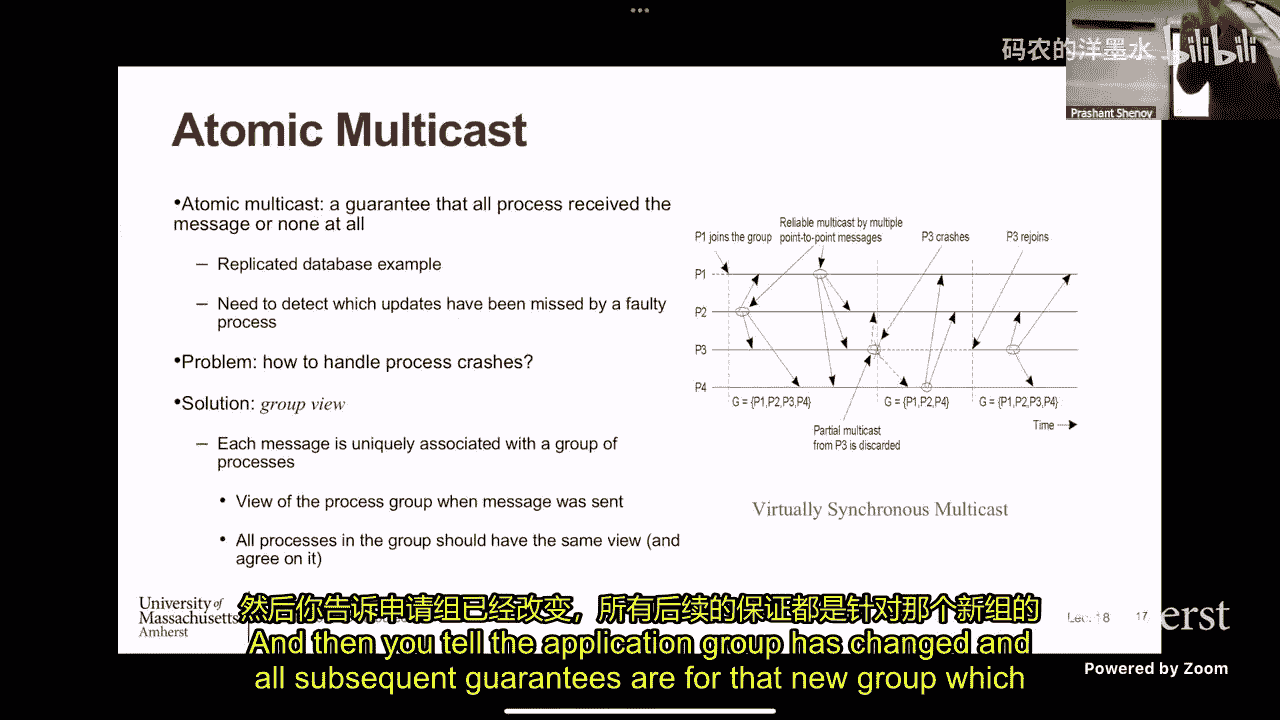 码农的洋墨水 bilibili
Prashant Shenoy
Atomic Multicast
•Atomic multicast: a guarantee that all process received the
message or none at all
– Replicated database example
– Need to detect which updates have been missed by a faulty
process
•Problem: how to handle process crashes?
•Solution: group view
– Each message is uniquely associated with a group of
processes
• View of the process group when message was sent
• All processes in the group should have the same view (and
agree on it)
Reliable multicast by multiple
P1 joins the group point-to-point messages P3 crashes P3 rejoins
P1
P2
P3
P4
G = {P1,P2,P3,P4} G = {P1,P2,P4} G = {P1,P2,P3,P4}
Partial multicast
from P3 is discarded
Time
Virtually Synchronous Multicast
University of
Massachusetts
Amherst
Lec. 18 17
erst
然后你告诉申请组已经改变，所有后续的保证都是针对那个新组的
And then you tell the application group has changed and
all subsequent guarantees are for that new group which
Powered by Zoom